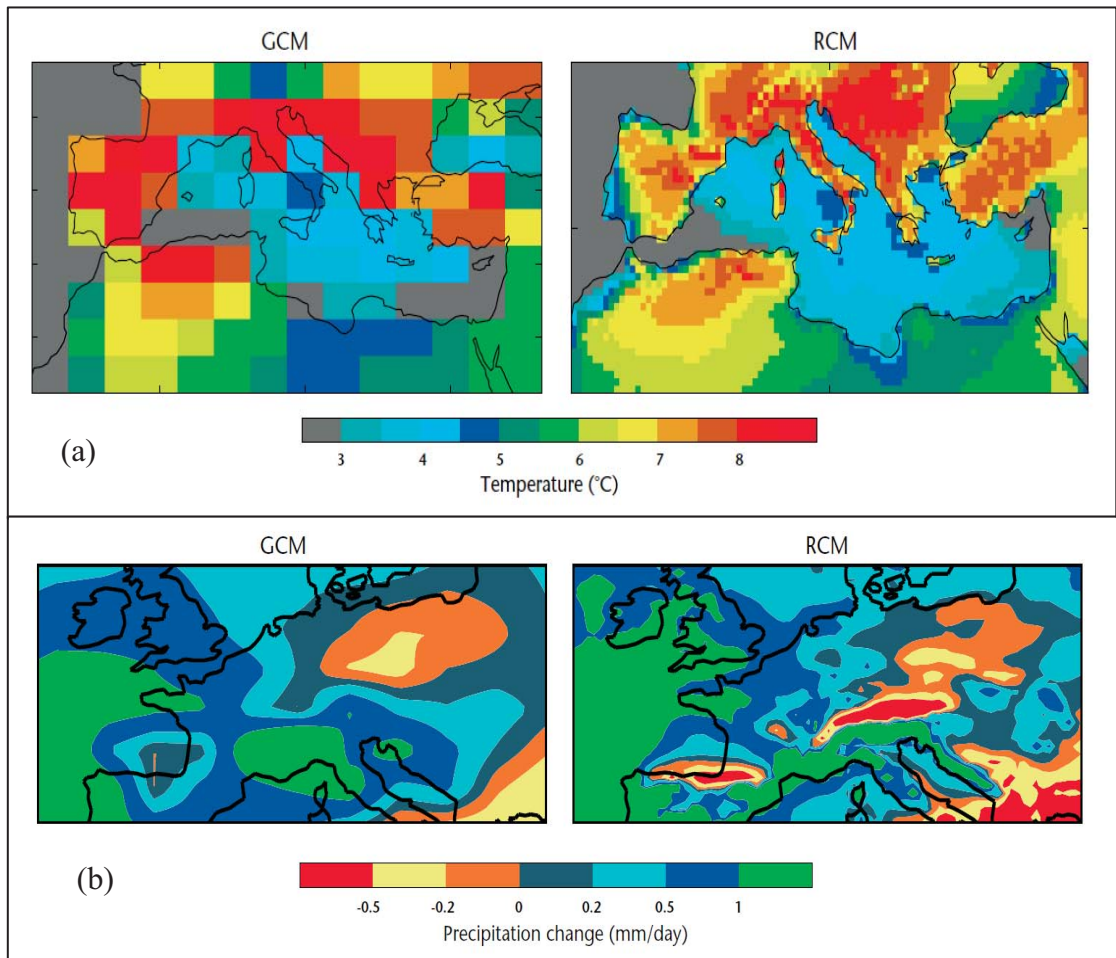 GCM RCM
3 4 5 6 7 8
(a)
Temperature (°C)
GCM RCM
(b)
-0.5 -0.2 0 0.2 0.5 1
Precipitation change (mm/day)